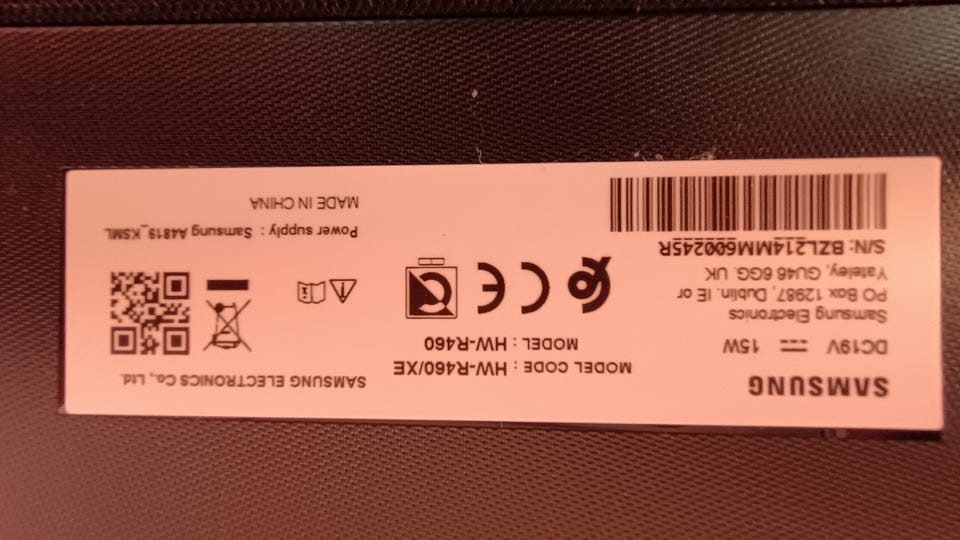 SAMSUNG
DC19V 15W
Samsung Electronics
PO Box 12987, Dublin. IE or
Yateley, GU46 6GG. UK
S/N: BZL214MM600245R
MODEL CODE : HW-R460/XE
MODEL : HW-R460
CE
SAMSUNG ELECTRONICS Co., Ltd.
Power supply : Samsung A4819_KSML
MADE IN CHINA